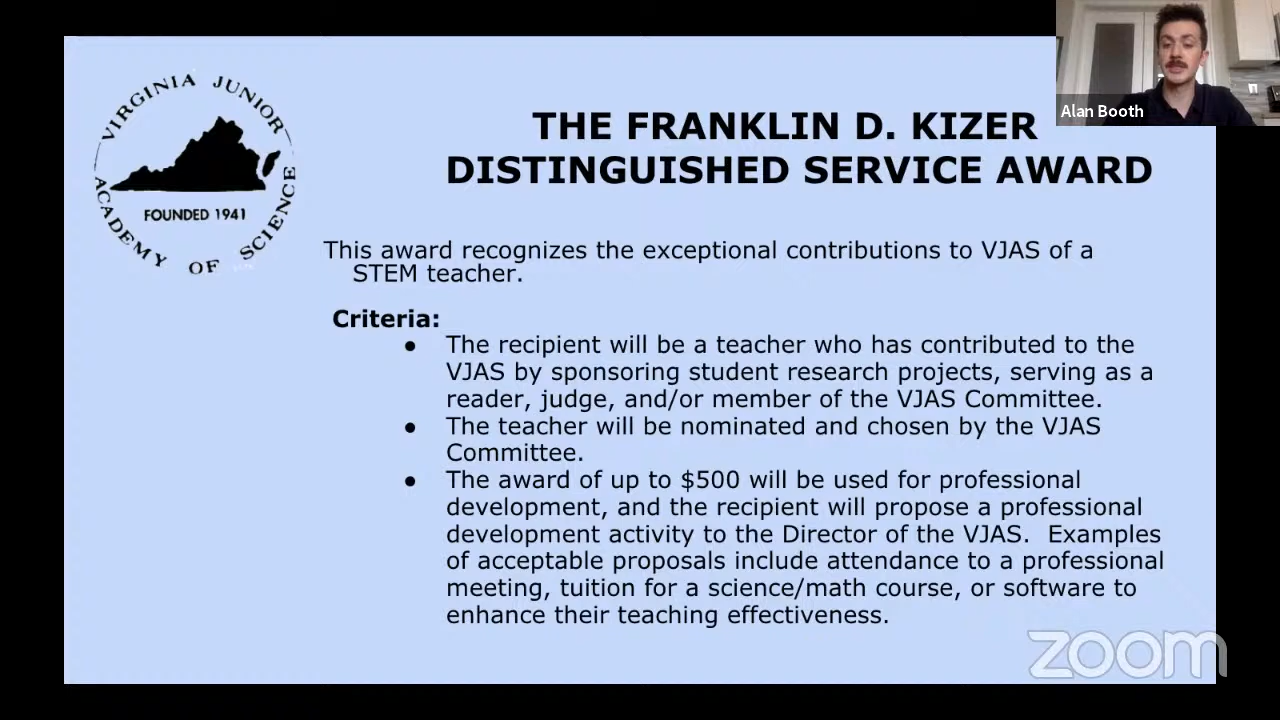 VIRGINIA JUNIOR
ACADEMY OF SCIENCE
FOUNDED 1941
Alan Booth
THE FRANKLIN D. KIZER
DISTINGUISHED SERVICE AWARD
This award recognizes the exceptional contributions to VJAS of a
STEM teacher.
Criteria:
● The recipient will be a teacher who has contributed to the
VJAS by sponsoring student research projects, serving as a
reader, judge, and/or member of the VJAS Committee.
● The teacher will be nominated and chosen by the VJAS
Committee.
● The award of up to $500 will be used for professional
development, and the recipient will propose a professional
development activity to the Director of the VJAS.  Examples
of acceptable proposals include attendance to a professional
meeting, tuition for a science/math course, or software to
enhance their teaching effectiveness.
zoom